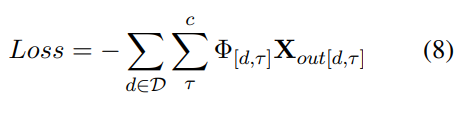 Loss = − ∑_{d∈𝒟} ∑_{τ}^{c} Φ_{[d,τ]} 𝐗_{out[d,τ]} (8)